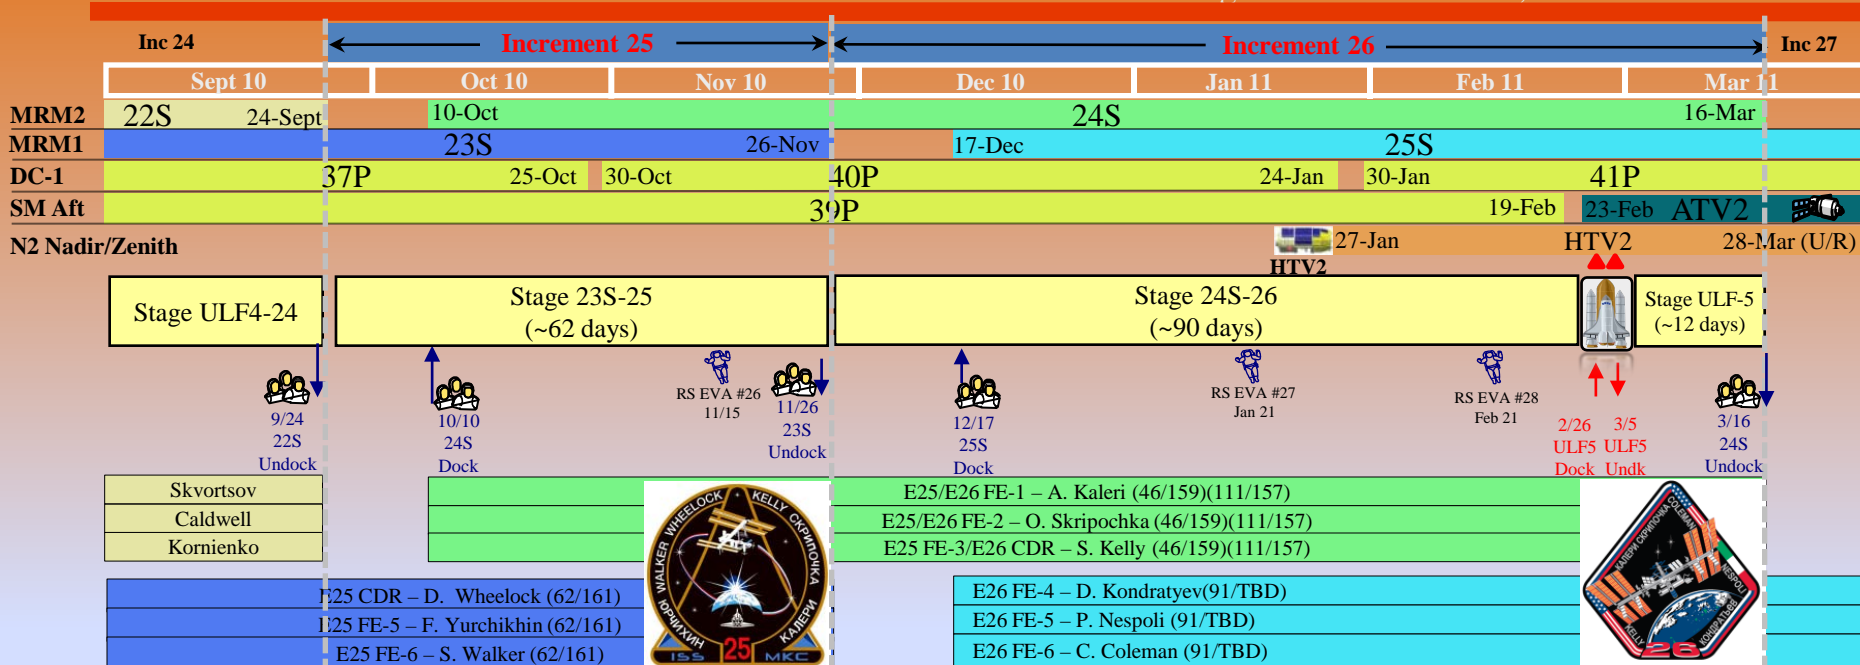 Inc 24
Increment 25
Increment 26
Inc 27
Sept 10
Oct 10
Nov 10
Dec 10
Jan 11
Feb 11
Mar 11
MRM2
22S
24-Sept
10-Oct
24S
16-Mar
MRM1
23S
26-Nov
17-Dec
25S
DC-1
37P
25-Oct
30-Oct
40P
24-Jan
30-Jan
41P
SM Aft
39P
19-Feb
23-Feb
ATV2
N2 Nadir/Zenith
HTV2
27-Jan
HTV2
28-Mar (U/R)
Stage ULF4-24
Stage 23S-25
(~62 days)
Stage 24S-26
(~90 days)
Stage ULF-5
(~12 days)
9/24
22S
Undock
10/10
24S
Dock
RS EVA #26
11/15
11/26
23S
Undock
12/17
25S
Dock
RS EVA #27
Jan 21
RS EVA #28
Feb 21
2/26
ULF5
Dock
3/5
ULF5
Undk
3/16
24S
Undock
Skvortsov
Caldwell
Kornienko
E25/E26 FE-1 – A. Kaleri (46/159)(111/157)
E25/E26 FE-2 – O. Skripochka (46/159)(111/157)
E25 FE-3/E26 CDR – S. Kelly (46/159)(111/157)
E25 CDR – D. Wheelock (62/161)
E25 FE-5 – F. Yurchikhin (62/161)
E25 FE-6 – S. Walker (62/161)
E26 FE-4 – D. Kondratyev(91/TBD)
E26 FE-5 – P. Nespoli (91/TBD)
E26 FE-6 – C. Coleman (91/TBD)
WALKER WHEELOCK KELLY СКРИПОЧКА
ЮРЧИХИН КАЛЕРИ
ISS 25 МКС
КАЛЕРИ СКРИПОЧКА COLEMAN
NESPOLI
KELLY КОНДРАТЬЕВ
26